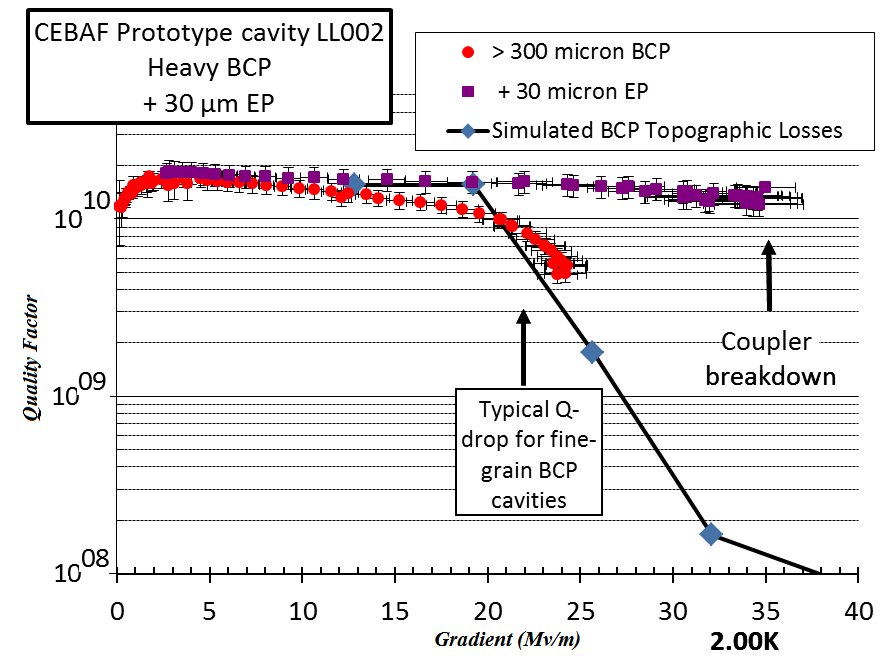 CEBAF Prototype cavity LL002
Heavy BCP
+ 30 µm EP
> 300 micron BCP
+ 30 micron EP
Simulated BCP Topographic Losses
10^10
10^09
10^08
Quality Factor
Coupler
breakdown
Typical Q-
drop for fine-
grain BCP
cavities
0 5 10 15 20 25 30 35 40
Gradient (Mv/m)
2.00K